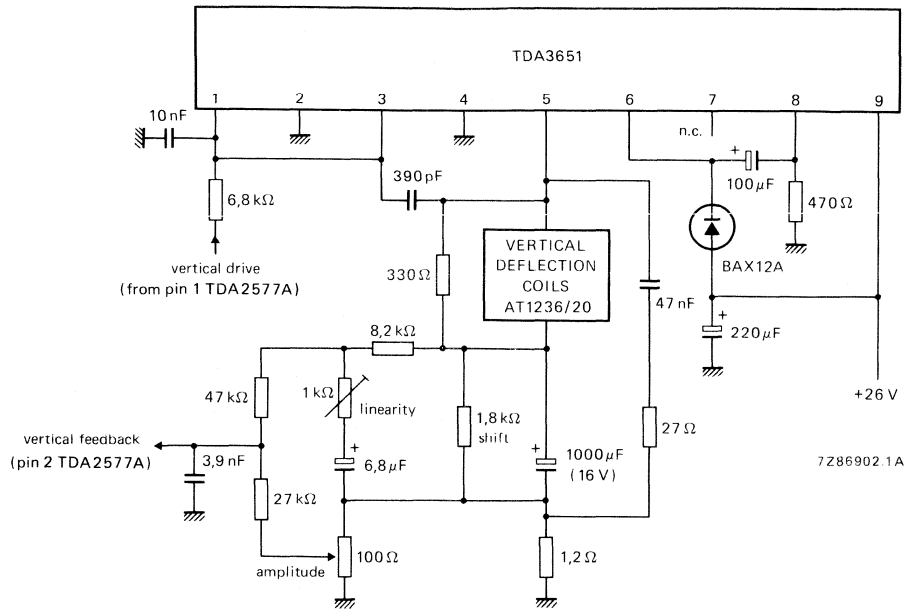 TDA3651
1 2 3 4 5 6 7 8 9
10 nF
n.c.
+
100 µF
390 pF
6,8 kΩ
470 Ω
vertical drive
(from pin 1 TDA2577A)
VERTICAL
DEFLECTION
COILS
AT1236/20
330 Ω
BAX12A
47 nF
+
220 µF
8,2 kΩ
47 kΩ
1 kΩ
linearity
1,8 kΩ
shift
+26 V
27 Ω
vertical feedback
(pin 2 TDA2577A)
3,9 nF
+
6,8 µF
+
1000 µF
(16 V)
7Z86902.1A
27 kΩ
amplitude
100 Ω
1,2 Ω